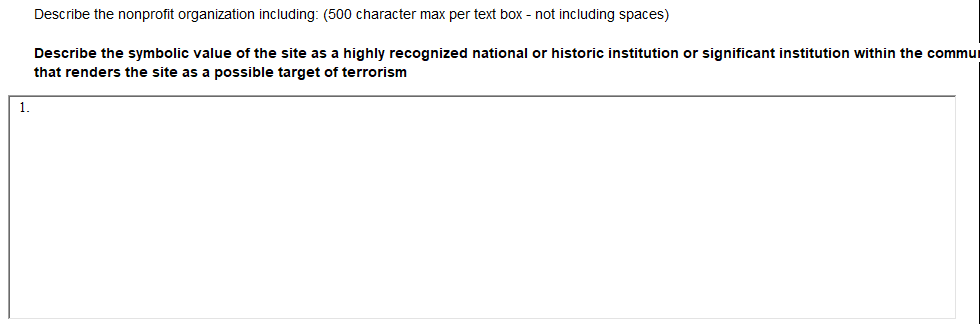 Describe the nonprofit organization including: (500 character max per text box - not including spaces)
Describe the symbolic value of the site as a highly recognized national or historic institution or significant institution within the
that renders the site as a possible target of terrorism
1.